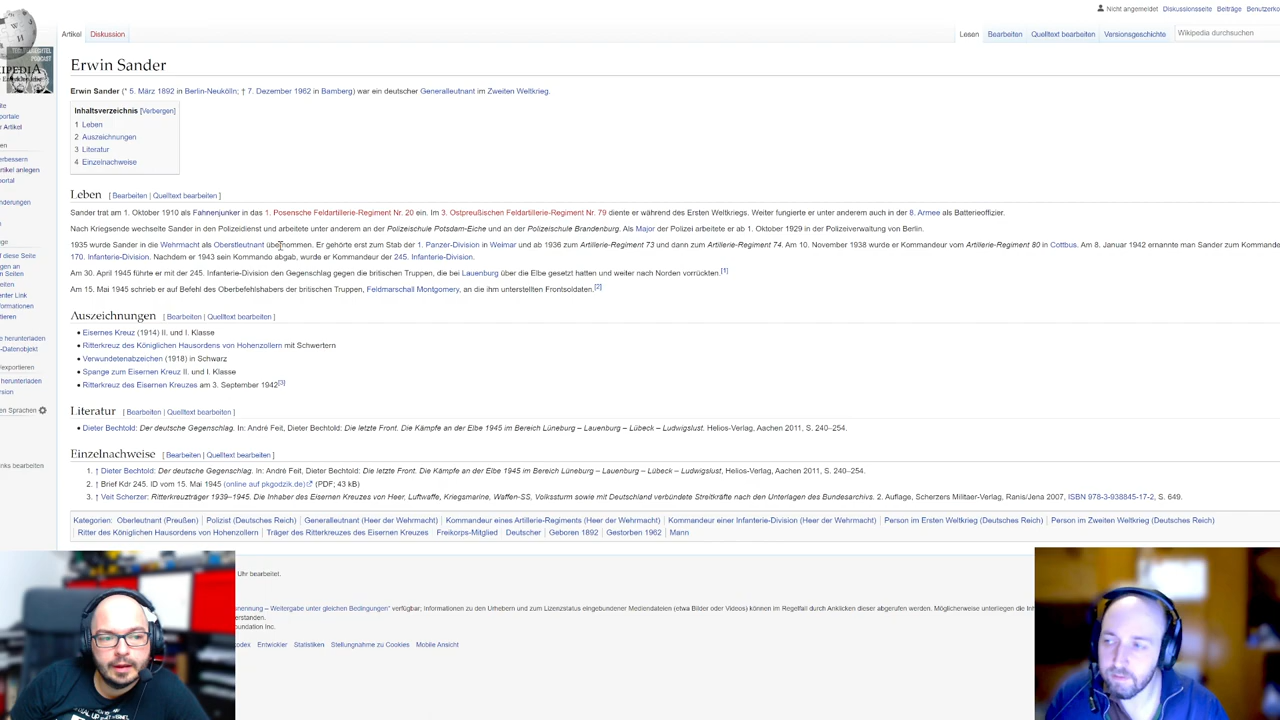 Nicht angemeldet Diskussionsseite Beiträge Benutzerko
Artikel Diskussion Lesen Bearbeiten Quelltext bearbeiten Versionsgeschichte Wikipedia durchsuchen
PODCAST
Erwin Sander
Erwin Sander (* 5. März 1892 in Berlin-Neukölln; † 7. Dezember 1962 in Bamberg) war ein deutscher Generalleutnant im Zweiten Weltkrieg.
Inhaltsverzeichnis [Verbergen]
1 Leben
2 Auszeichnungen
3 Literatur
4 Einzelnachweise
Leben [ Bearbeiten | Quelltext bearbeiten ]
Sander trat am 1. Oktober 1910 als Fahnenjunker in das 1. Posensche Feldartillerie-Regiment Nr. 20 ein. Im 3. Ostpreußischen Feldartillerie-Regiment Nr. 79 diente er während des Ersten Weltkriegs. Weiter fungierte er unter anderem auch in der 8. Armee als Batterieoffizier.
Nach Kriegsende wechselte Sander in den Polizeidienst und arbeitete unter anderem an der Polizeischule Potsdam-Eiche und an der Polizeischule Brandenburg. Als Major der Polizei arbeitete er ab 1. Oktober 1929 in der Polizeiverwaltung von Berlin.
1935 wurde Sander in die Wehrmacht als Oberstleutnant übernommen. Er gehörte erst zum Stab der 1. Panzer-Division in Weimar und ab 1936 zum Artillerie-Regiment 73 und dann zum Artillerie-Regiment 74. Am 10. November 1938 wurde er Kommandeur vom Artillerie-Regiment 80 in Cottbus. Am 8. Januar 1942 ernannte man Sander zum Kommande
170. Infanterie-Division. Nachdem er 1943 sein Kommando abgab, wurde er Kommandeur der 245. Infanterie-Division.
Am 30. April 1945 führte er mit der 245. Infanterie-Division den Gegenschlag gegen die britischen Truppen, die bei Lauenburg über die Elbe gesetzt hatten und weiter nach Norden vorrückten.[1]
Am 15. Mai 1945 schrieb er auf Befehl des Oberbefehlshabers der britischen Truppen, Feldmarschall Montgomery, an die ihm unterstellten Frontsoldaten.[2]
Auszeichnungen [ Bearbeiten | Quelltext bearbeiten ]
• Eisernes Kreuz (1914) II. und I. Klasse
• Ritterkreuz des Königlichen Hausordens von Hohenzollern mit Schwertern
• Verwundetenabzeichen (1918) in Schwarz
• Spange zum Eisernen Kreuz II. und I. Klasse
• Ritterkreuz des Eisernen Kreuzes am 3. September 1942[3]
Literatur [ Bearbeiten | Quelltext bearbeiten ]
• Dieter Bechtold: Der deutsche Gegenschlag. In: André Feit, Dieter Bechtold: Die letzte Front. Die Kämpfe an der Elbe 1945 im Bereich Lüneburg – Lauenburg – Lübeck – Ludwigslust. Helios-Verlag, Aachen 2011, S. 240–254.
Einzelnachweise [ Bearbeiten | Quelltext bearbeiten ]
1. ↑ Dieter Bechtold: Der deutsche Gegenschlag. In: André Feit, Dieter Bechtold: Die letzte Front. Die Kämpfe an der Elbe 1945 im Bereich Lüneburg – Lauenburg – Lübeck – Ludwigslust, Helios-Verlag, Aachen 2011, S. 240–254.
2. ↑ Brief Kdr 245. ID vom 15. Mai 1945 (online auf pkgodzik.de) (PDF; 43 kB)
3. ↑ Veit Scherzer: Ritterkreuzträger 1939–1945. Die Inhaber des Eisernen Kreuzes von Heer, Luftwaffe, Kriegsmarine, Waffen-SS, Volkssturm sowie mit Deutschland verbündete Streitkräfte nach den Unterlagen des Bundesarchivs. 2. Auflage, Scherzers Militaer-Verlag, Ranis/Jena 2007, ISBN 978-3-938845-17-2, S. 649.
Kategorien: Oberleutnant (Preußen) | Polizist (Deutsches Reich) | Generalleutnant (Heer der Wehrmacht) | Kommandeur eines Artillerie-Regiments (Heer der Wehrmacht) | Kommandeur einer Infanterie-Division (Heer der Wehrmacht) | Person im Ersten Weltkrieg (Deutsches Reich) | Person im Zweiten Weltkrieg (Deutsches Reich)
Ritter des Königlichen Hausordens von Hohenzollern | Träger des Ritterkreuzes des Eisernen Kreuzes | Freikorps-Mitglied | Deutscher | Geboren 1892 | Gestorben 1962 | Mann
Uhr bearbeitet.
nennung – Weitergabe unter gleichen Bedingungen" verfügbar; Informationen zu den Urhebern und zum Lizenzstatus eingebundener Mediendateien (etwa Bilder oder Videos) können im Regelfall durch Anklicken dieser abgerufen werden. Möglicherweise unterliegen die Inh
erstanden.
undation Inc.
odex Entwickler Statistiken Stellungnahme zu Cookies Mobile Ansicht